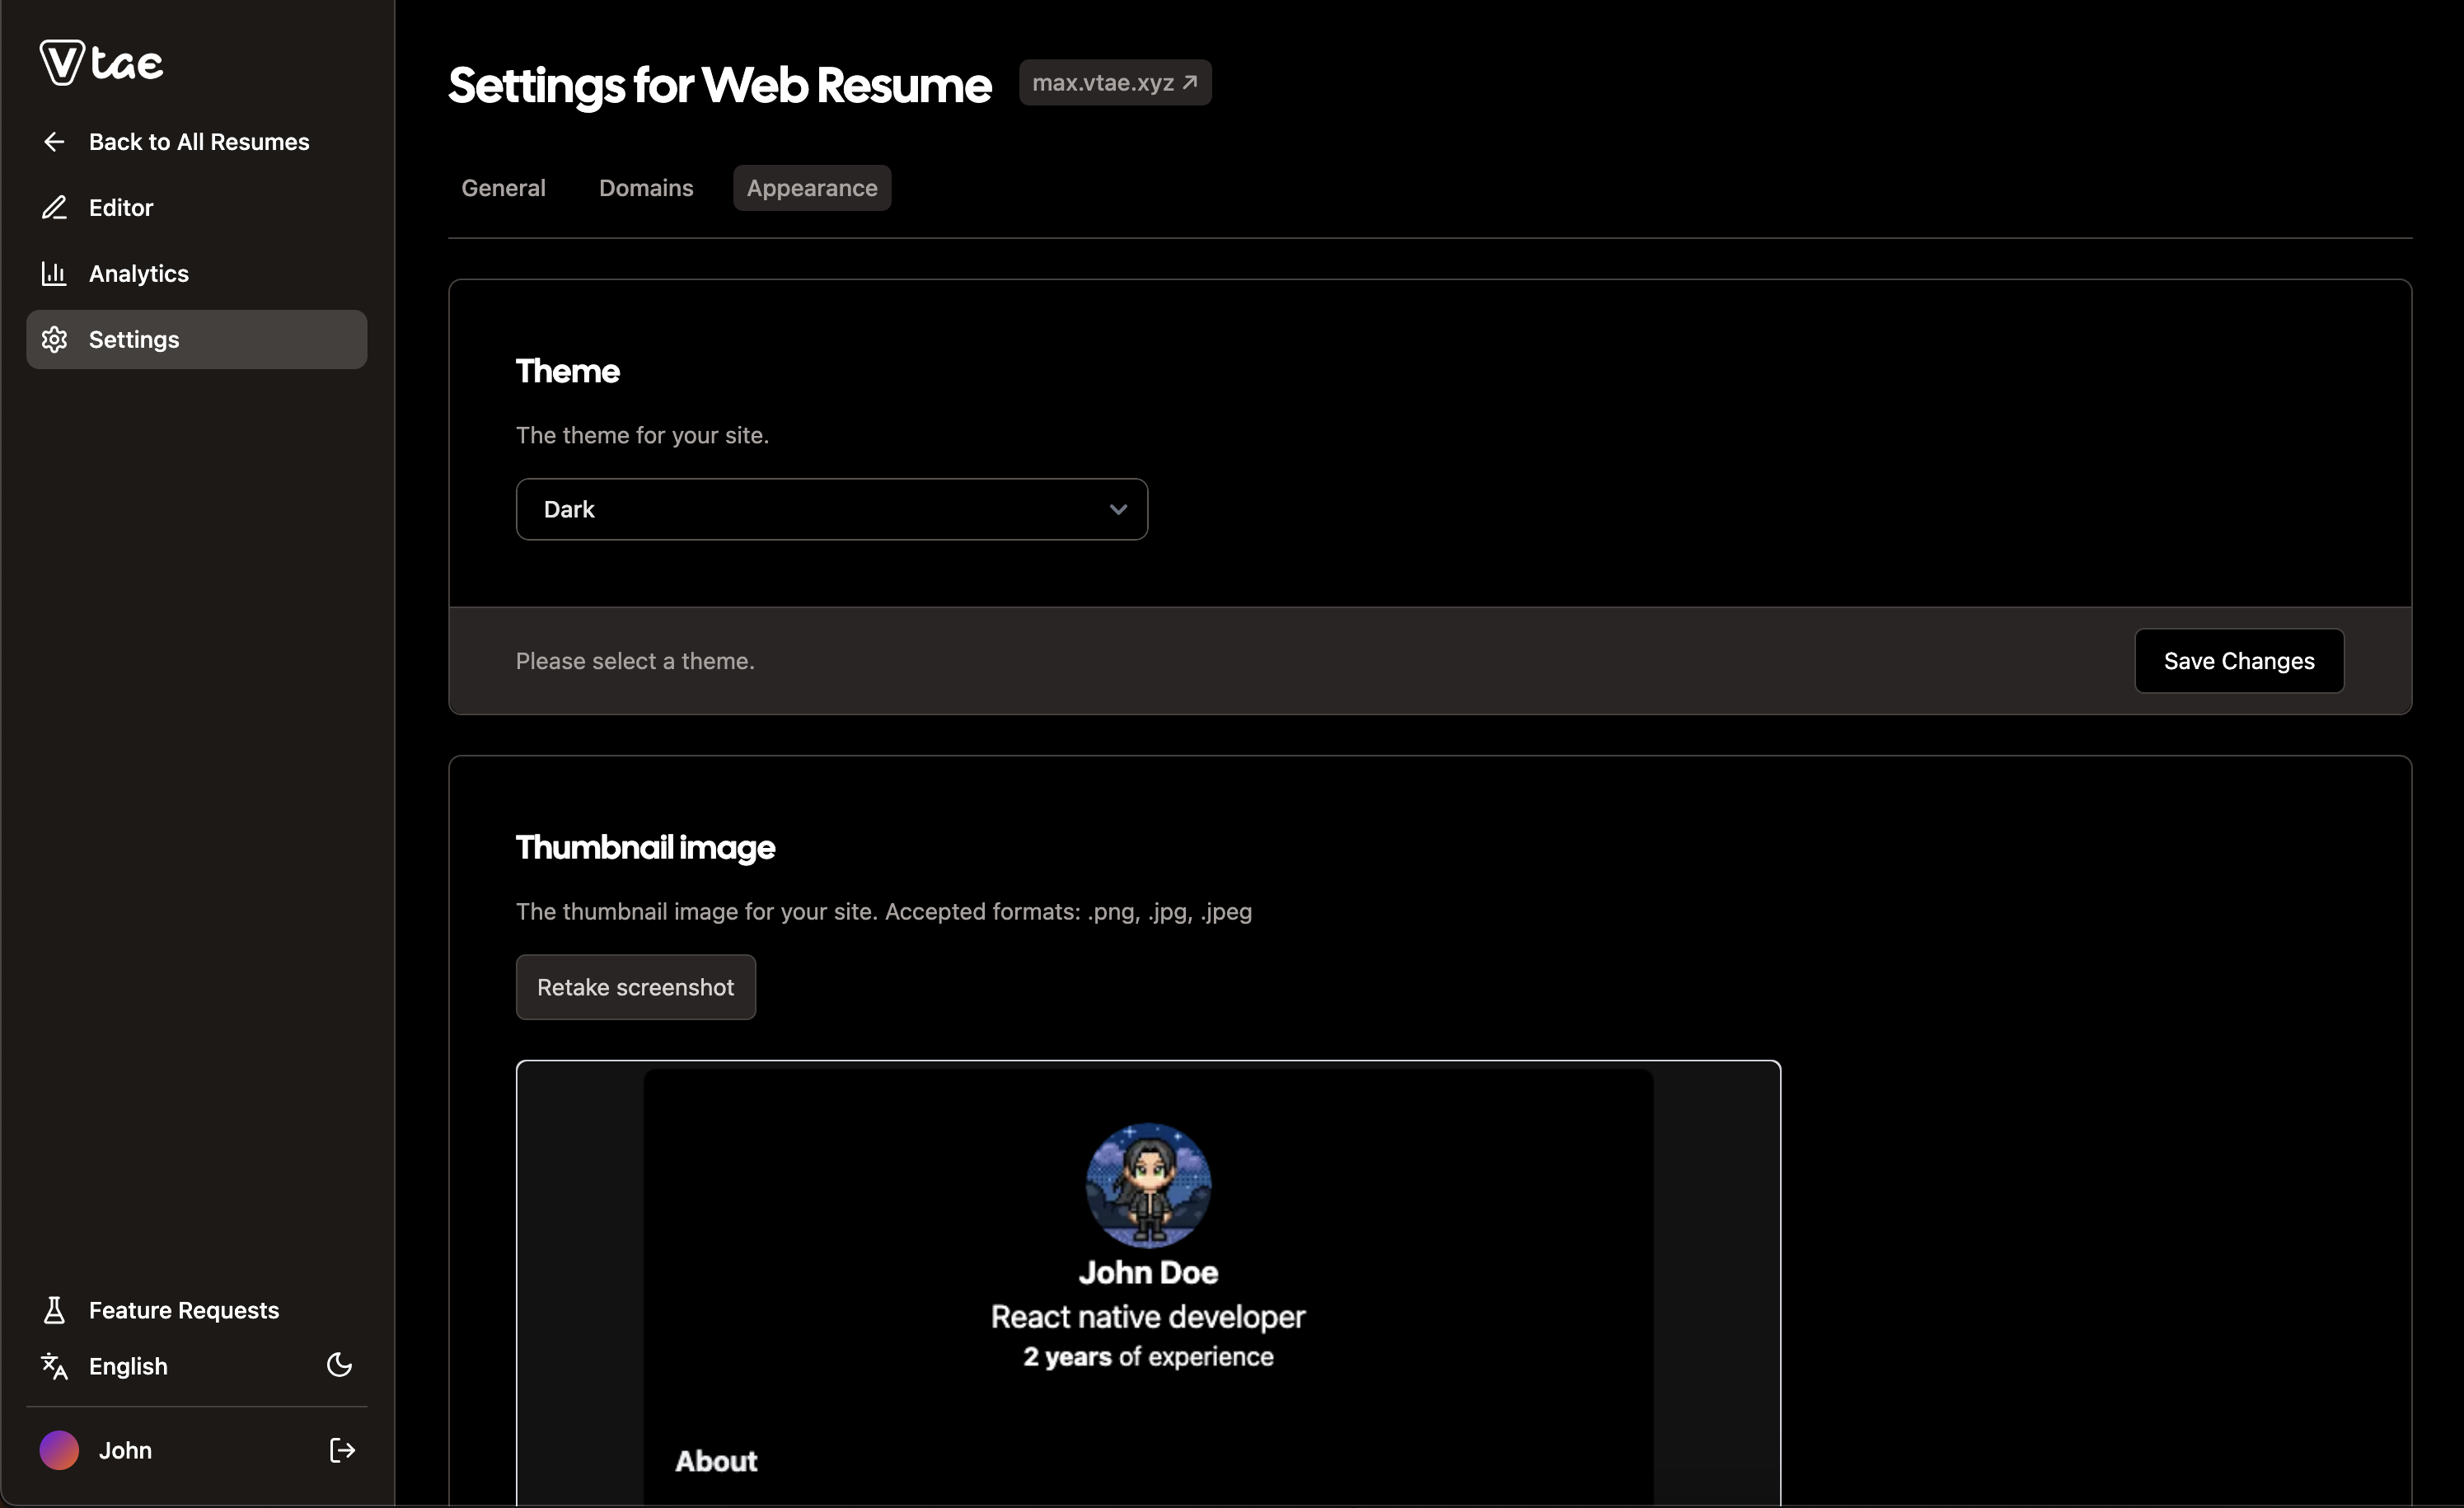 Vtae
Back to All Resumes
Editor
Analytics
Settings
Feature Requests
English
John
Settings for Web Resume
max.vtae.xyz
General Domains Appearance
Theme
The theme for your site.
Dark
Please select a theme.
Save Changes
Thumbnail image
The thumbnail image for your site. Accepted formats: .png, .jpg, .jpeg
Retake screenshot
John Doe
React native developer
2 years of experience
About